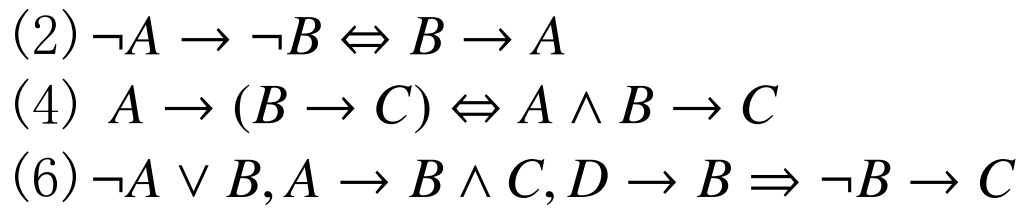 (2) ¬A → ¬B ⇔ B → A
(4) A → (B → C) ⇔ A ∧ B → C
(6) ¬A ∨ B, A → B ∧ C, D → B ⇒ ¬B → C